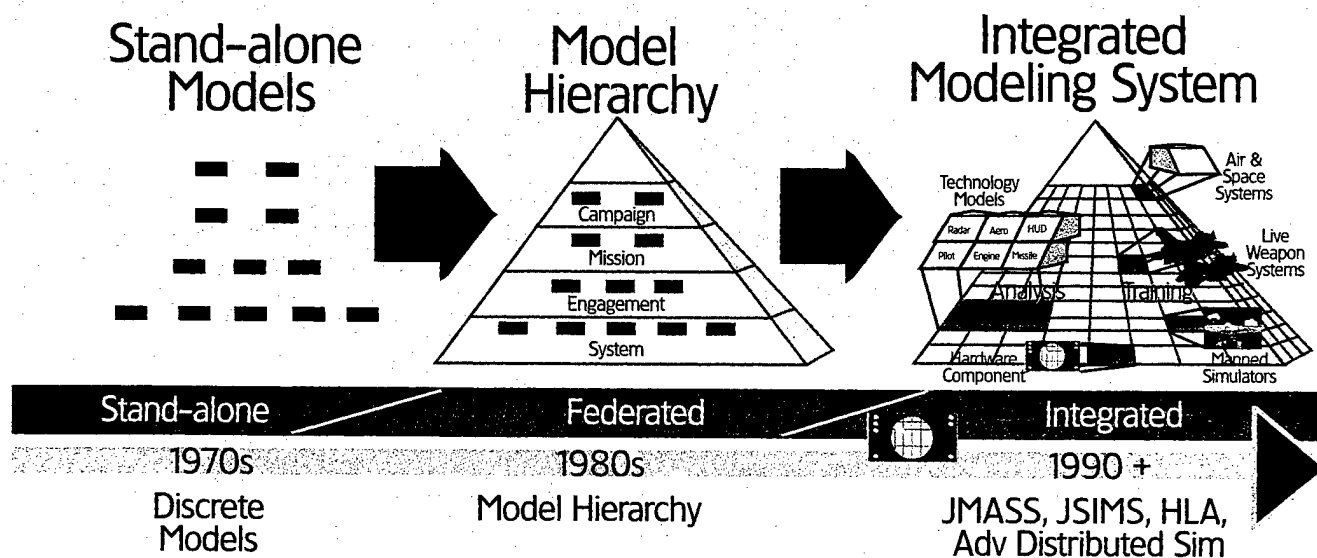 Stand-alone
Models
Model
Hierarchy
Integrated
Modeling System
Campaign
Mission
Engagement
System
Technology
Models
Radar Aero HUD
Pilot Engine Missile
Air &
Space
Systems
Live
Weapon
Systems
Analysis Training
Hardware
Component
Manned
Simulators
Stand-alone Federated Integrated
1970s 1980s 1990 +
Discrete
Models
Model Hierarchy
JMASS, JSIMS, HLA,
Adv Distributed Sim